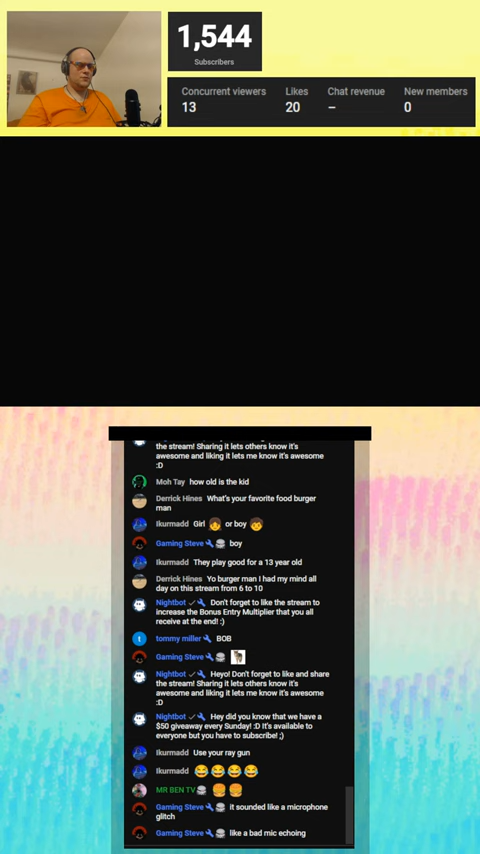 1,544
Subscribers
Concurrent viewers
13
Likes
20
Chat revenue
–
New members
0
the stream! Sharing it lets others know it's
awesome and liking it lets me know it's awesome
:D
Moh Tay how old is the kid
Derrick Hines What's your favorite food burger
man
Ikurmadd Girl 👧 or boy 🧒
Gaming Steve boy
Ikurmadd They play good for a 13 year old
Derrick Hines Yo burger man I had my mind all
day on this stream from 6 to 10
Nightbot Don't forget to like the stream to
increase the Bonus Entry Multiplier that you all
receive at the end! :)
tommy miller BOB
Gaming Steve
Nightbot Heyo! Don't forget to like and share
the stream! Sharing it lets others know it's
awesome and liking it lets me know it's awesome
:D
Nightbot Hey did you know that we have a
$50 giveaway every Sunday! :D It's available to
everyone but you have to subscribe! ;)
Ikurmadd Use your ray gun
Ikurmadd 😂😂😂😂
MR BEN TV 🍔🍔
Gaming Steve it sounded like a microphone
glitch
Gaming Steve like a bad mic echoing